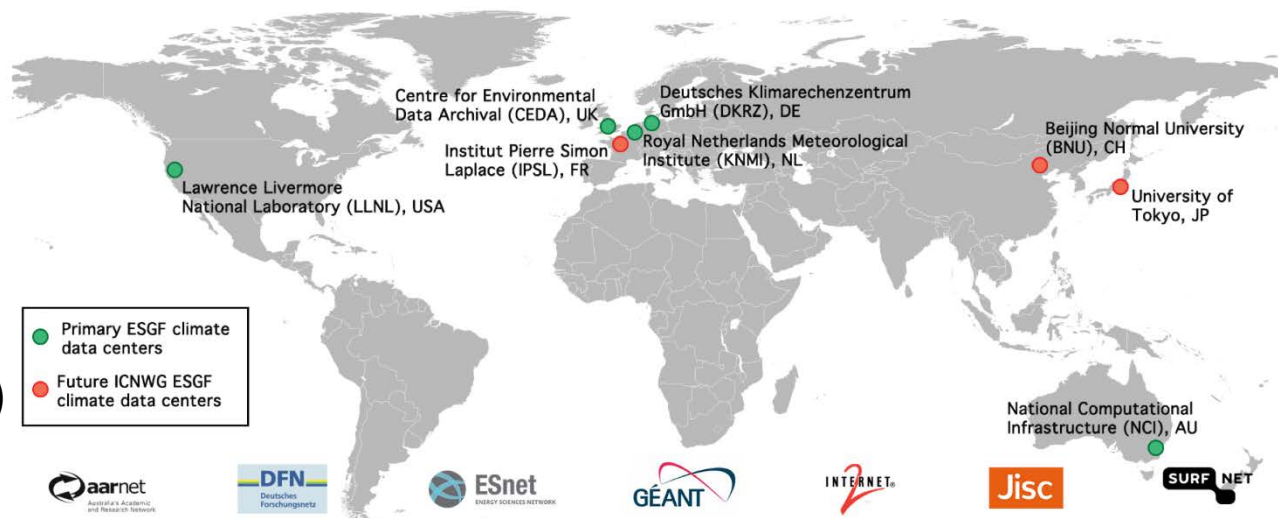 Centre for Environmental
Data Archival (CEDA), UK
Deutsches Klimarechenzentrum
GmbH (DKRZ), DE
Institut Pierre Simon
Laplace (IPSL), FR
Royal Netherlands Meteorological
Institute (KNMI), NL
Beijing Normal University
(BNU), CH
University of
Tokyo, JP
Lawrence Livermore
National Laboratory (LLNL), USA
Primary ESGF climate
data centers
Future ICNWG ESGF
climate data centers
National Computational
Infrastructure (NCI), AU
aarnet
Australia's Academic
and Research Network
DFN
Deutsches
Forschungsnetz
ESnet
ENERGY SCIENCES NETWORK
GÉANT
INTERNET®
2
Jisc
SURF NET